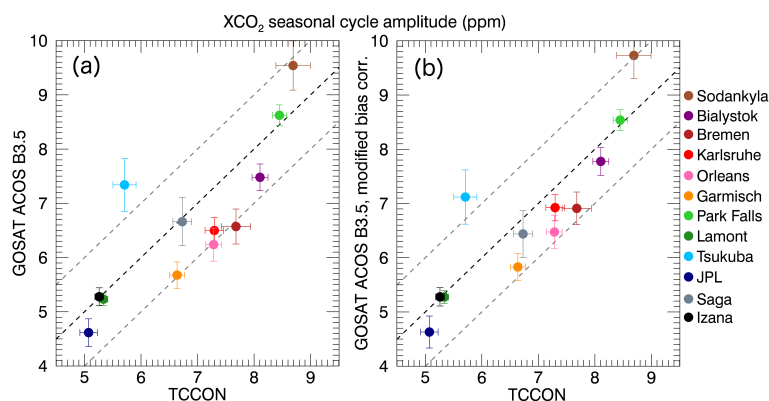 XCO₂ seasonal cycle amplitude (ppm)
(a)
GOSAT ACOS B3.5
10
9
8
7
6
5
4
5 6 7 8 9
TCCON
(b)
GOSAT ACOS B3.5, modified bias corr.
10
9
8
7
6
5
4
5 6 7 8 9
TCCON
Sodankyla
Bialystok
Bremen
Karlsruhe
Orleans
Garmisch
Park Falls
Lamont
Tsukuba
JPL
Saga
Izana